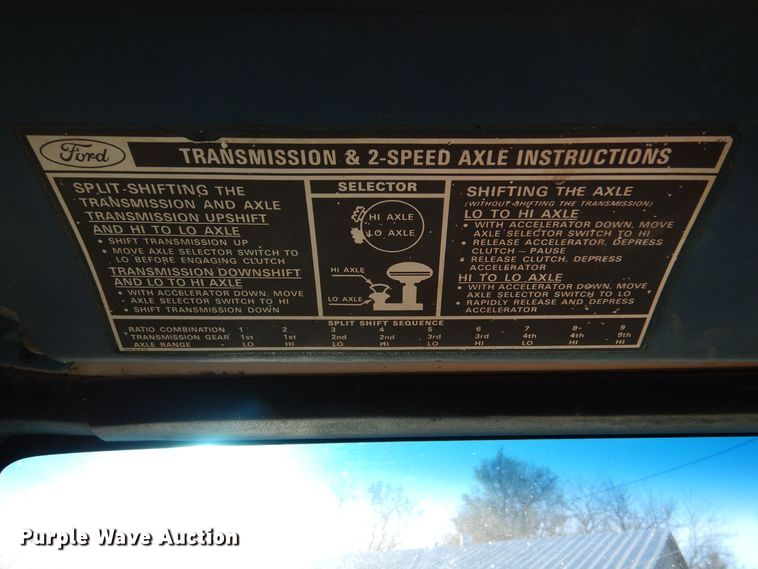 Ford
TRANSMISSION & 2-SPEED AXLE INSTRUCTIONS
SPLIT-SHIFTING THE
TRANSMISSION AND AXLE
TRANSMISSION UPSHIFT
AND HI TO LO AXLE
• SHIFT TRANSMISSION UP
• MOVE AXLE SELECTOR SWITCH TO
LO BEFORE ENGAGING CLUTCH
TRANSMISSION DOWNSHIFT
AND LO TO HI AXLE
• WITH ACCELERATOR DOWN, MOVE
AXLE SELECTOR SWITCH TO HI
• SHIFT TRANSMISSION DOWN
SELECTOR
HI AXLE
LO AXLE
HI AXLE
LO AXLE
SHIFTING THE AXLE
(WITHOUT SHIFTING THE TRANSMISSION)
LO TO HI AXLE
• WITH ACCELERATOR DOWN, MOVE
AXLE SELECTOR SWITCH TO HI
• RELEASE ACCELERATOR, DEPRESS
CLUTCH - PAUSE
• RELEASE CLUTCH, DEPRESS
ACCELERATOR
HI TO LO AXLE
• WITH ACCELERATOR DOWN, MOVE
AXLE SELECTOR SWITCH TO LO
• RAPIDLY RELEASE AND DEPRESS
ACCELERATOR
SPLIT SHIFT SEQUENCE
RATIO COMBINATION 1 2 3 4 5 6 7 8 9
TRANSMISSION GEAR 1st 1st 2nd 2nd 3rd 3rd 4th 4th 5th
AXLE RANGE LO HI LO HI LO HI LO HI HI
Purple Wave Auction